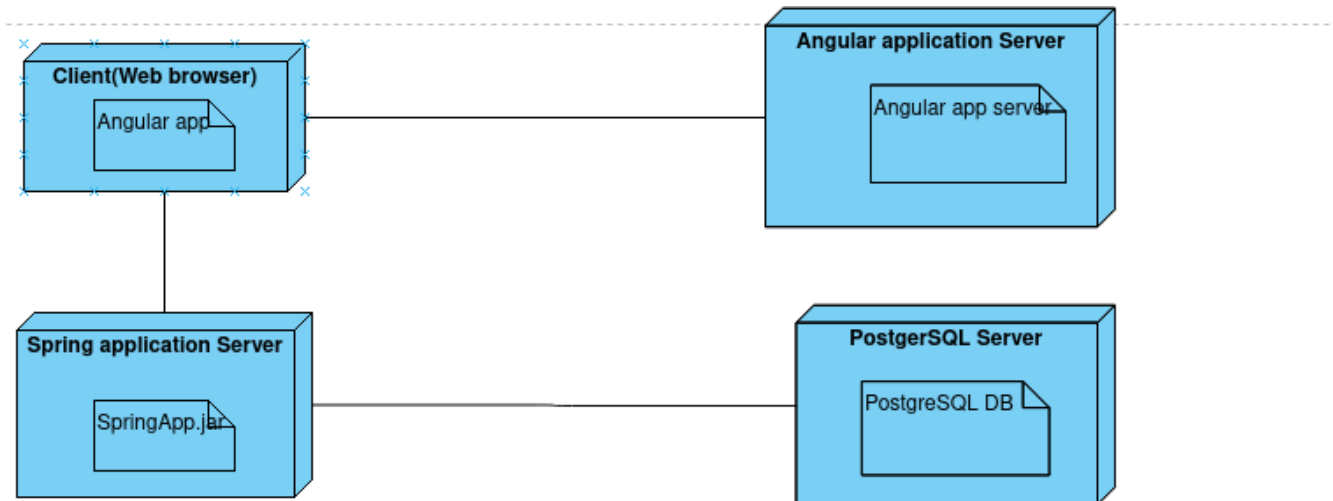 Angular application Server
Client(Web browser)
Angular app server
Angular app
Spring application Server
PostgerSQL Server
PostgreSQL DB
SpringApp.jar